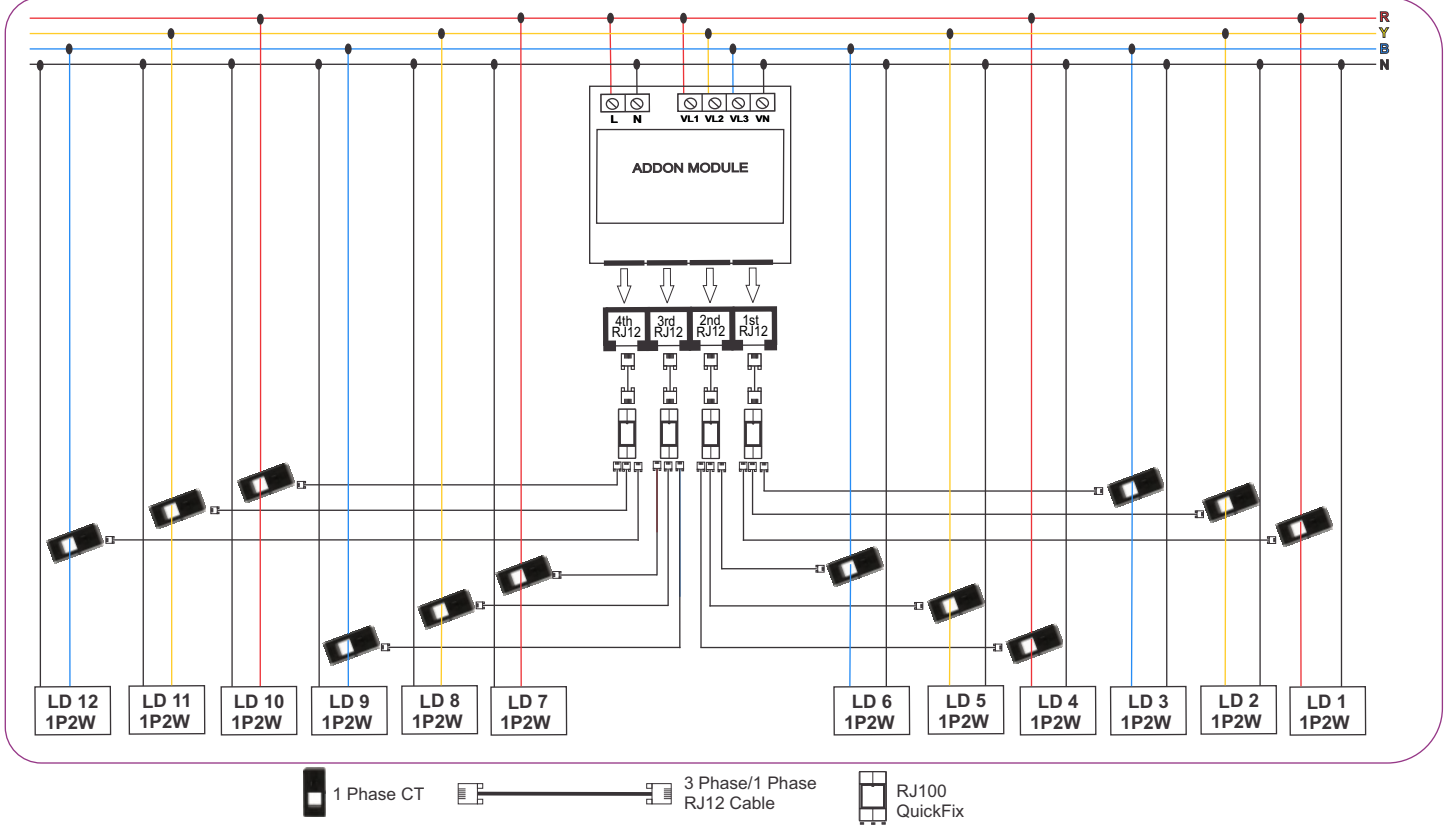 R
Y
B
N
L N VL1 VL2 VL3 VN
ADDON MODULE
4th RJ12
3rd RJ12
2nd RJ12
1st RJ12
LD 12
1P2W
LD 11
1P2W
LD 10
1P2W
LD 9
1P2W
LD 8
1P2W
LD 7
1P2W
LD 6
1P2W
LD 5
1P2W
LD 4
1P2W
LD 3
1P2W
LD 2
1P2W
LD 1
1P2W
1 Phase CT
3 Phase/1 Phase
RJ12 Cable
RJ100
QuickFix